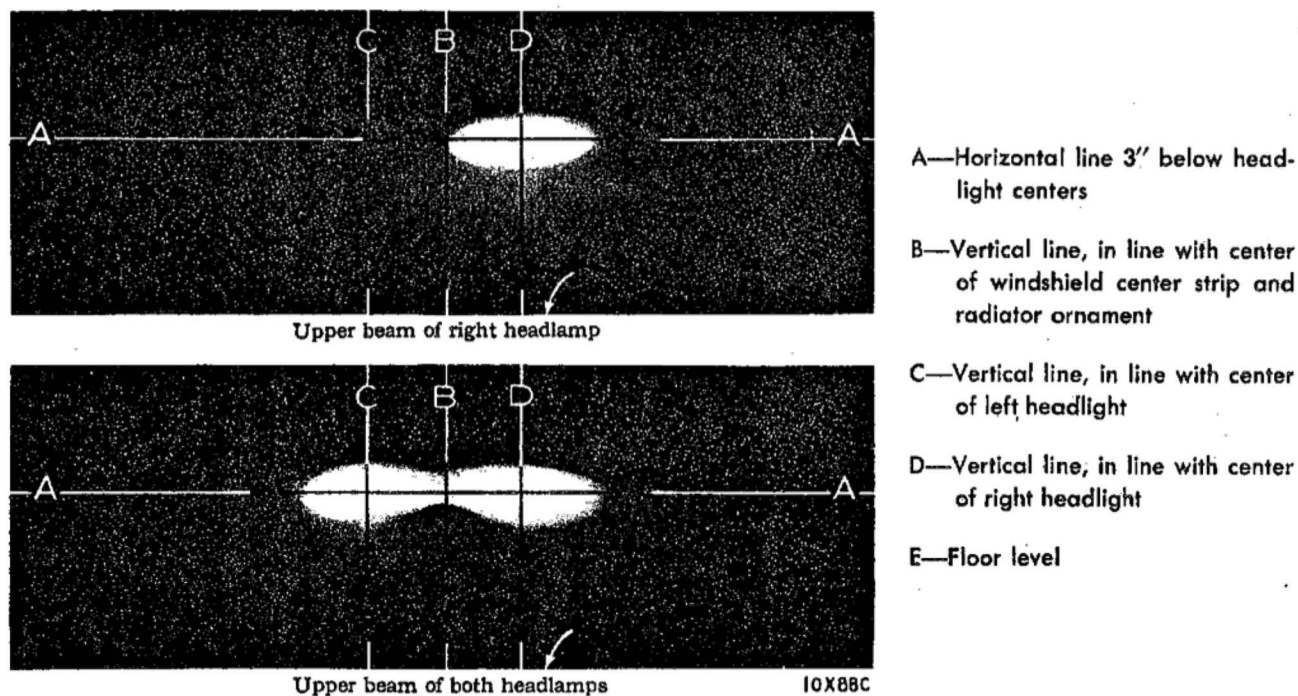 C B D
A A
Upper beam of right headlamp
C B D
A A
Upper beam of both headlamps 10X88C
A—Horizontal line 3″ below head-
light centers
B—Vertical line, in line with center
of windshield center strip and
radiator ornament
C—Vertical line, in line with center
of left headlight
D—Vertical line, in line with center
of right headlight
E—Floor level